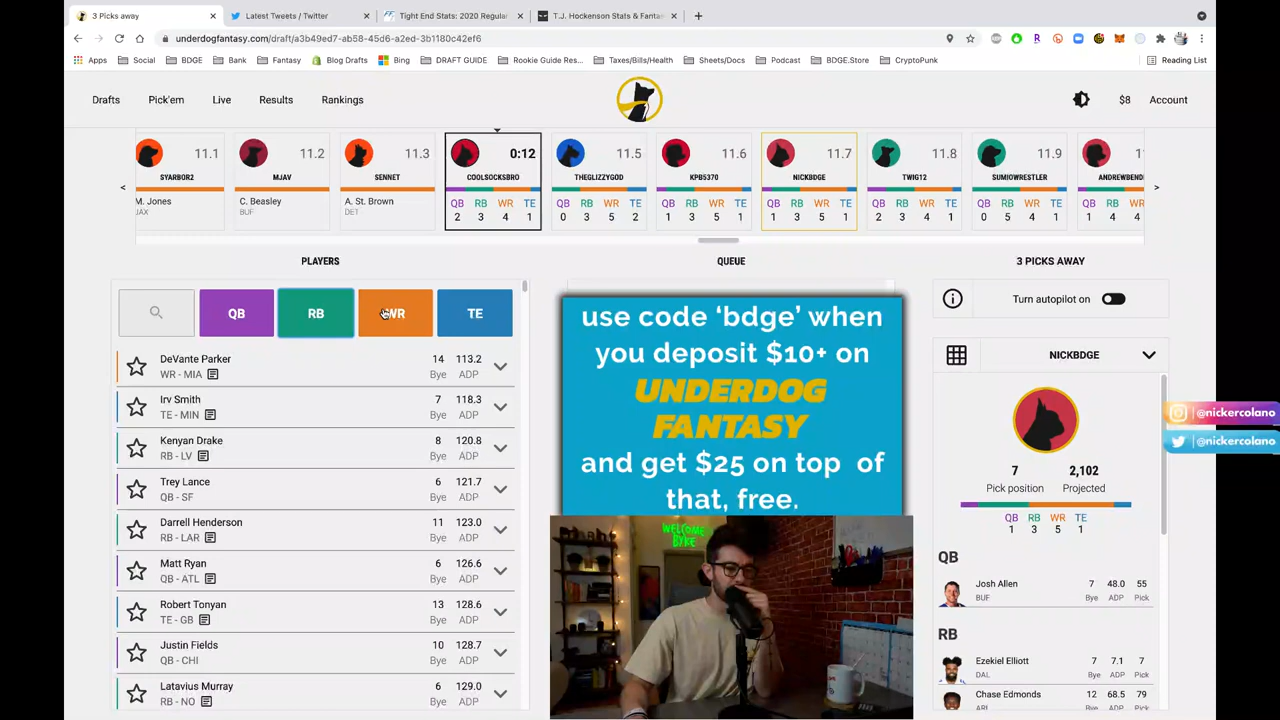 3 Picks away
Latest Tweets / Twitter
Tight End Stats: 2020 Regular
T.J. Hockenson Stats & Fantas
underdogfantasy.com/draft/a3b49ed7-ab58-45d6-a2ed-3b1180c42ef6
Apps
Social
BDGE
Bank
Fantasy
Blog Drafts
Bing
DRAFT GUIDE
Rookie Guide Res...
Taxes/Bills/Health
Sheets/Docs
Podcast
BDGE.Store
CryptoPunk
Reading List
Drafts
Pick'em
Live
Results
Rankings
$8
Account
11.1
SYARBOR2
M. Jones
JAX
11.2
MJAV
C. Beasley
BUF
11.3
SENNET
A. St. Brown
DET
0:12
COOLSOCKSBRO
QB RB WR TE
2 3 4 1
11.5
THEGLIZZYGOD
QB RB WR TE
0 3 5 2
11.6
KPB5370
QB RB WR TE
1 3 5 1
11.7
NICKBDGE
QB RB WR TE
1 3 5 1
11.8
TWIG12
QB RB WR TE
2 3 4 1
11.9
SUMIOWRESTLER
QB RB WR TE
0 5 4 1
11
ANDREWBEND
QB RB WR
1 4 4
PLAYERS
QUEUE
3 PICKS AWAY
QB
RB
WR
TE
DeVante Parker 14 113.2
WR - MIA Bye ADP
Irv Smith 7 118.3
TE - MIN Bye ADP
Kenyan Drake 8 120.8
RB - LV Bye ADP
Trey Lance 6 121.7
QB - SF Bye ADP
Darrell Henderson 11 123.0
RB - LAR Bye ADP
Matt Ryan 6 126.6
QB - ATL Bye ADP
Robert Tonyan 13 128.6
TE - GB Bye ADP
Justin Fields 10 128.7
QB - CHI Bye ADP
Latavius Murray 6 129.0
RB - NO Bye ADP
use code 'bdge' when
you deposit $10+ on
UNDERDOG
FANTASY
and get $25 on top of
that, free.
WELCOME
BYKE
Turn autopilot on
NICKBDGE
7 2,102
Pick position Projected
QB RB WR TE
1 3 5 1
QB
Josh Allen 7 48.0 55
BUF Bye ADP Pick
RB
Ezekiel Elliott 7 7.1 7
DAL Bye ADP Pick
Chase Edmonds 12 68.5 79
ARI Bye ADP Pick
@nickercolano
@nickercolano